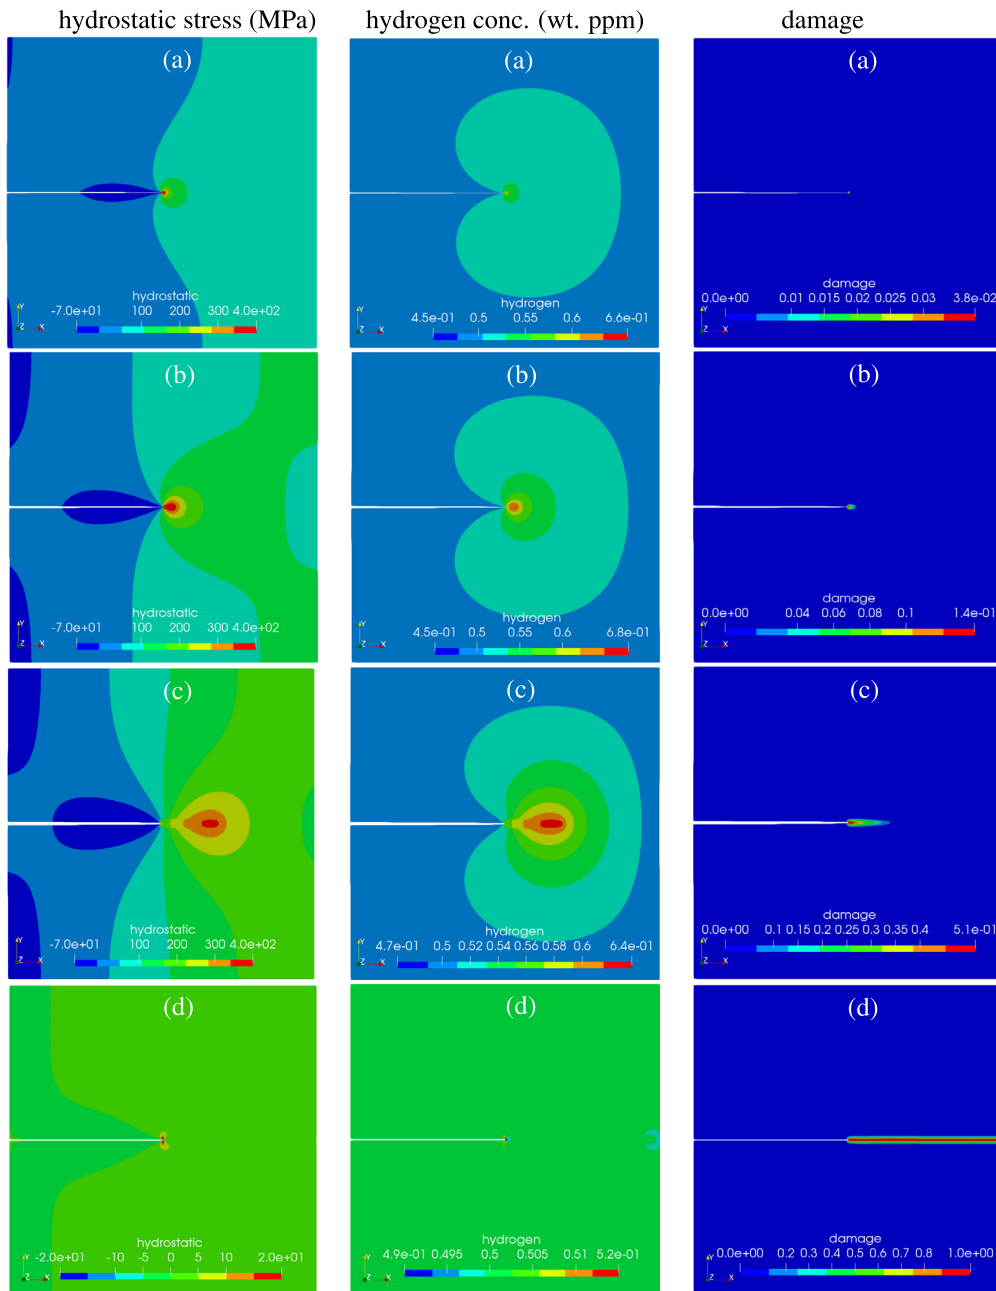 hydrostatic stress (MPa) hydrogen conc. (wt. ppm) damage
(a) (a) (a)
hydrostatic
-7.0e+01 100 200 300 4.0e+02
Y Z X
hydrogen
4.5e-01 0.5 0.55 0.6 6.6e-01
Y Z X
damage
0.0e+00 0.01 0.015 0.02 0.025 0.03 3.8e-02
Y Z X
(b) (b) (b)
hydrostatic
-7.0e+01 100 200 300 4.0e+02
Y Z X
hydrogen
4.5e-01 0.5 0.55 0.6 6.8e-01
Y Z X
damage
0.0e+00 0.04 0.06 0.08 0.1 1.4e-01
Y Z X
(c) (c) (c)
hydrostatic
-7.0e+01 100 200 300 4.0e+02
Y Z X
hydrogen
4.7e-01 0.5 0.52 0.54 0.56 0.58 0.6 6.4e-01
Y Z X
damage
0.0e+00 0.1 0.15 0.2 0.25 0.3 0.35 0.4 5.1e-01
Y Z X
(d) (d) (d)
hydrostatic
-2.0e+01 -10 -5 0 5 10 2.0e+01
Y Z X
hydrogen
4.9e-01 0.495 0.5 0.505 0.51 5.2e-01
Y Z X
damage
0.0e+00 0.2 0.3 0.4 0.5 0.6 0.7 0.8 1.0e+00
Y Z X